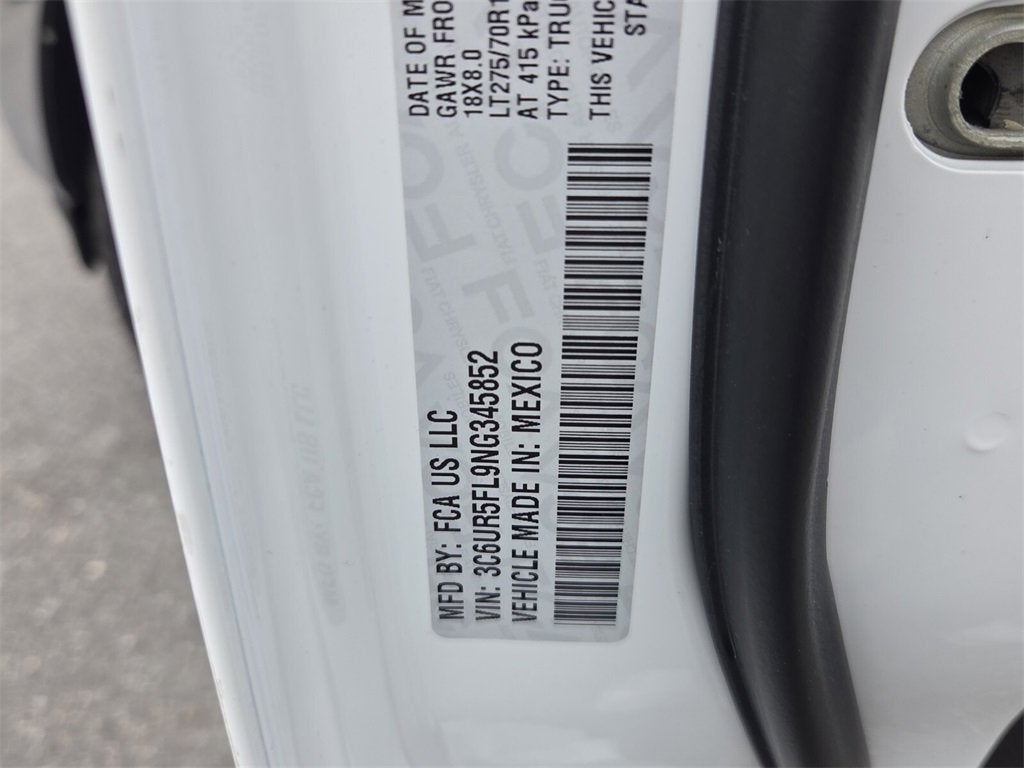 MFD BY: FCA US LLC
VIN: 3C6UR5FL9NG345852
VEHICLE MADE IN: MEXICO
DATE OF M
GAWR FRO
18X8.0
LT275/70R1
AT 415 kPa
TYPE: TRUC
THIS VEHIC
STA